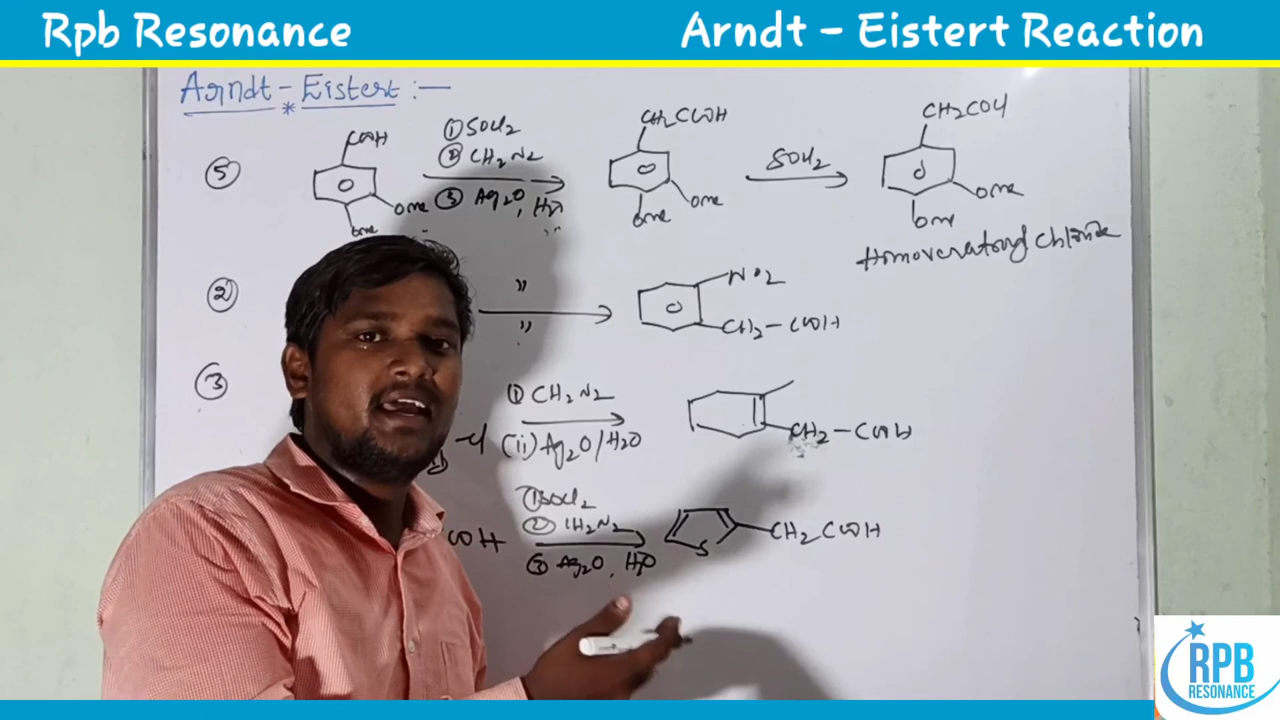 Rpb Resonance
Arndt - Eistert Reaction
Arndt - Eistert :-
*
⑤
COOH
OMe
OMe
① SOCl2
② CH2N2
③ Ag2O, H2O
CH2COOH
OMe
OMe
SOCl2
CH2COCl
OMe
OMe
Homoveratroyl Chloride
②
"
"
NO2
CH2-COOH
③
-Cl
① CH2N2
(ii) Ag2O/H2O
CH2-COOH
COOH
① SOCl2
② CH2N2
③ Ag2O, H2O
S
CH2COOH
RPB
RESONANCE